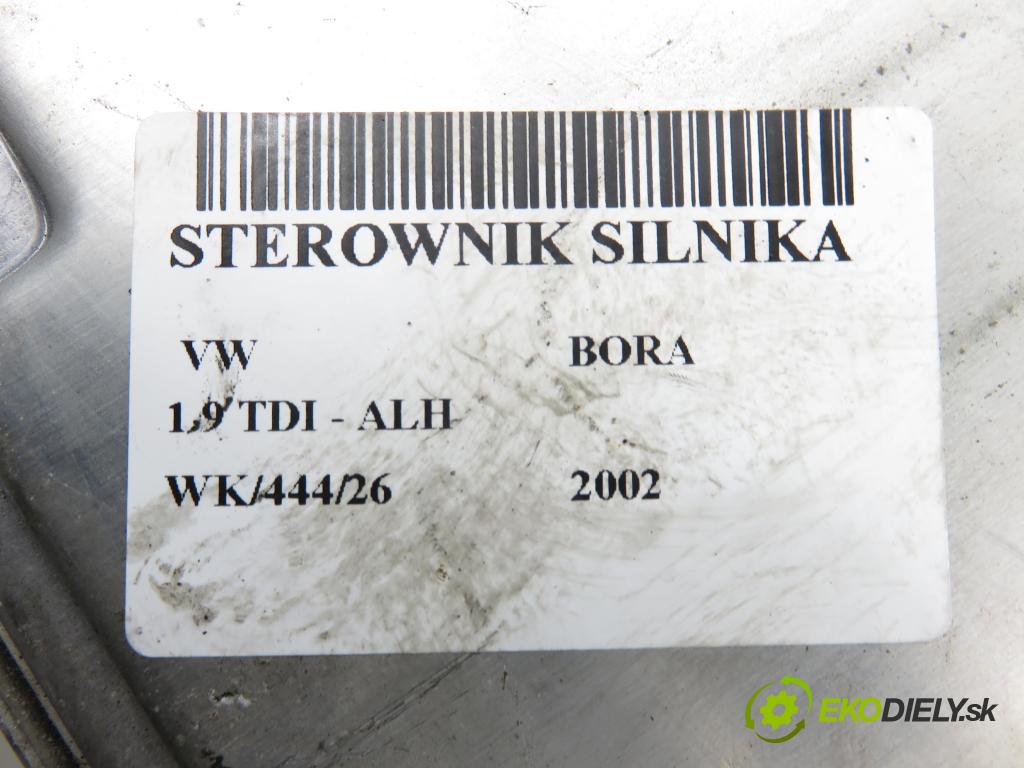 STEROWNIK SILNIKA
VW BORA
1.9 TDI - ALH
WK/444/26 2002
EKODIELY.sk